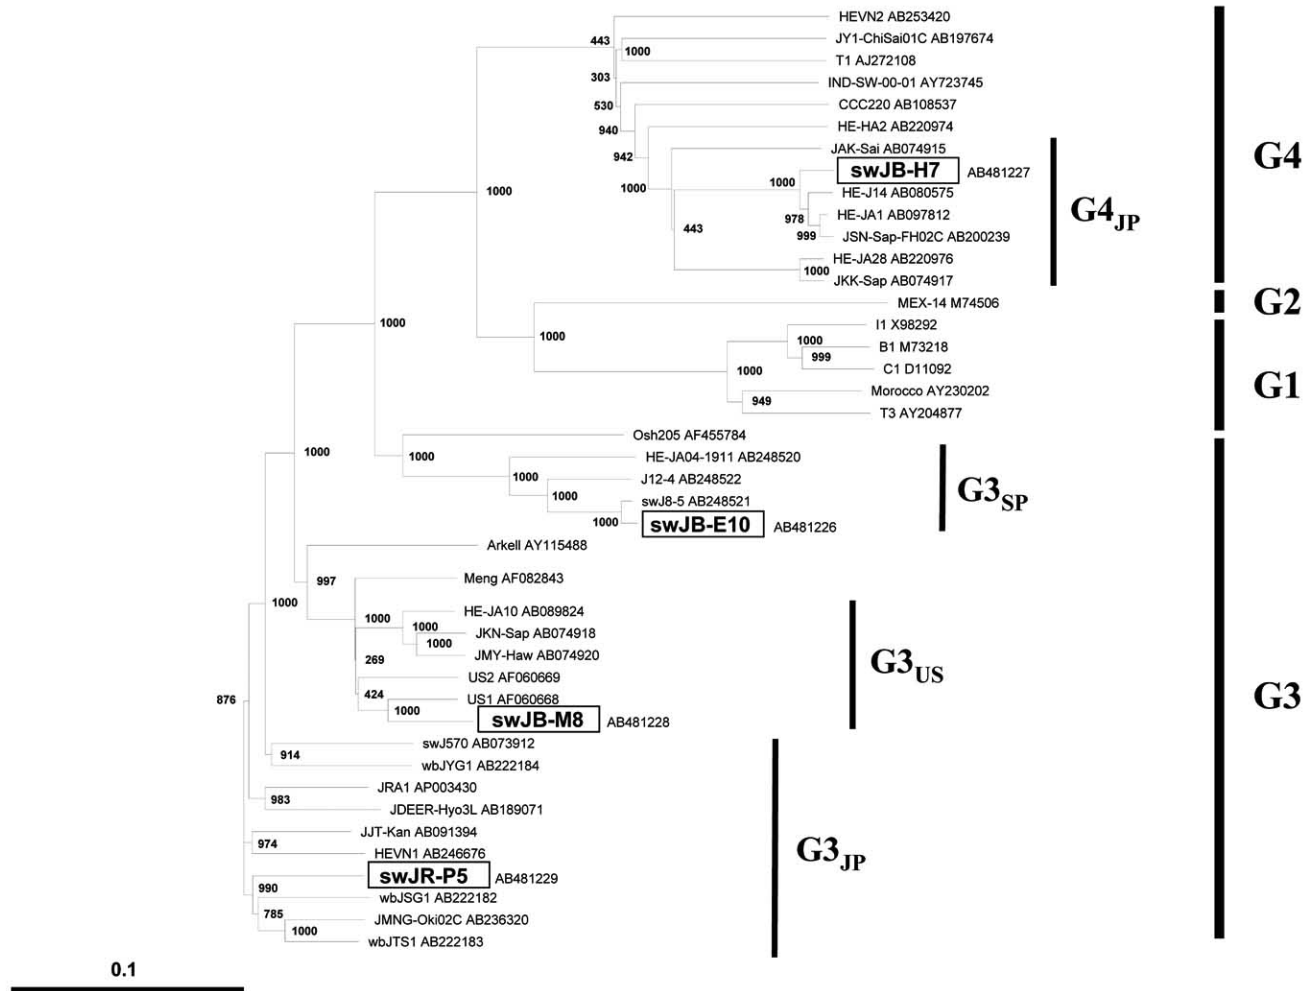 HEVN2 AB253420
443
JY1-ChiSai01C AB197674
1000
T1 AJ272108
303
IND-SW-00-01 AY723745
530
CCC220 AB108537
940
HE-HA2 AB220974
942
JAK-Sai AB074915
G4
swJB-H7 AB481227
1000
1000
1000
HE-J14 AB080575
G4JP
978
HE-JA1 AB097812
443
999
JSN-Sap-FH02C AB200239
HE-JA28 AB220976
1000
JKK-Sap AB074917
MEX-14 M74506
G2
1000
I1 X98292
1000
1000
B1 M73218
999
C1 D11092
1000
G1
Morocco AY230202
949
T3 AY204877
Osh205 AF455784
1000
1000
HE-JA04-1911 AB248520
1000
J12-4 AB248522
1000
G3SP
swJ8-5 AB248521
1000
swJB-E10 AB481226
Arkell AY115488
997
Meng AF082843
1000
HE-JA10 AB089824
1000
1000
JKN-Sap AB074918
1000
JMY-Haw AB074920
269
G3US
US2 AF060669
424
US1 AF060668
876
G3
1000
swJB-M8 AB481228
swJ570 AB073912
914
wbJYG1 AB222184
JRA1 AP003430
983
JDEER-Hyo3L AB189071
JJT-Kan AB091394
974
G3JP
HEVN1 AB246676
swJR-P5 AB481229
990
wbJSG1 AB222182
785
JMNG-Oki02C AB236320
1000
wbJTS1 AB222183
0.1